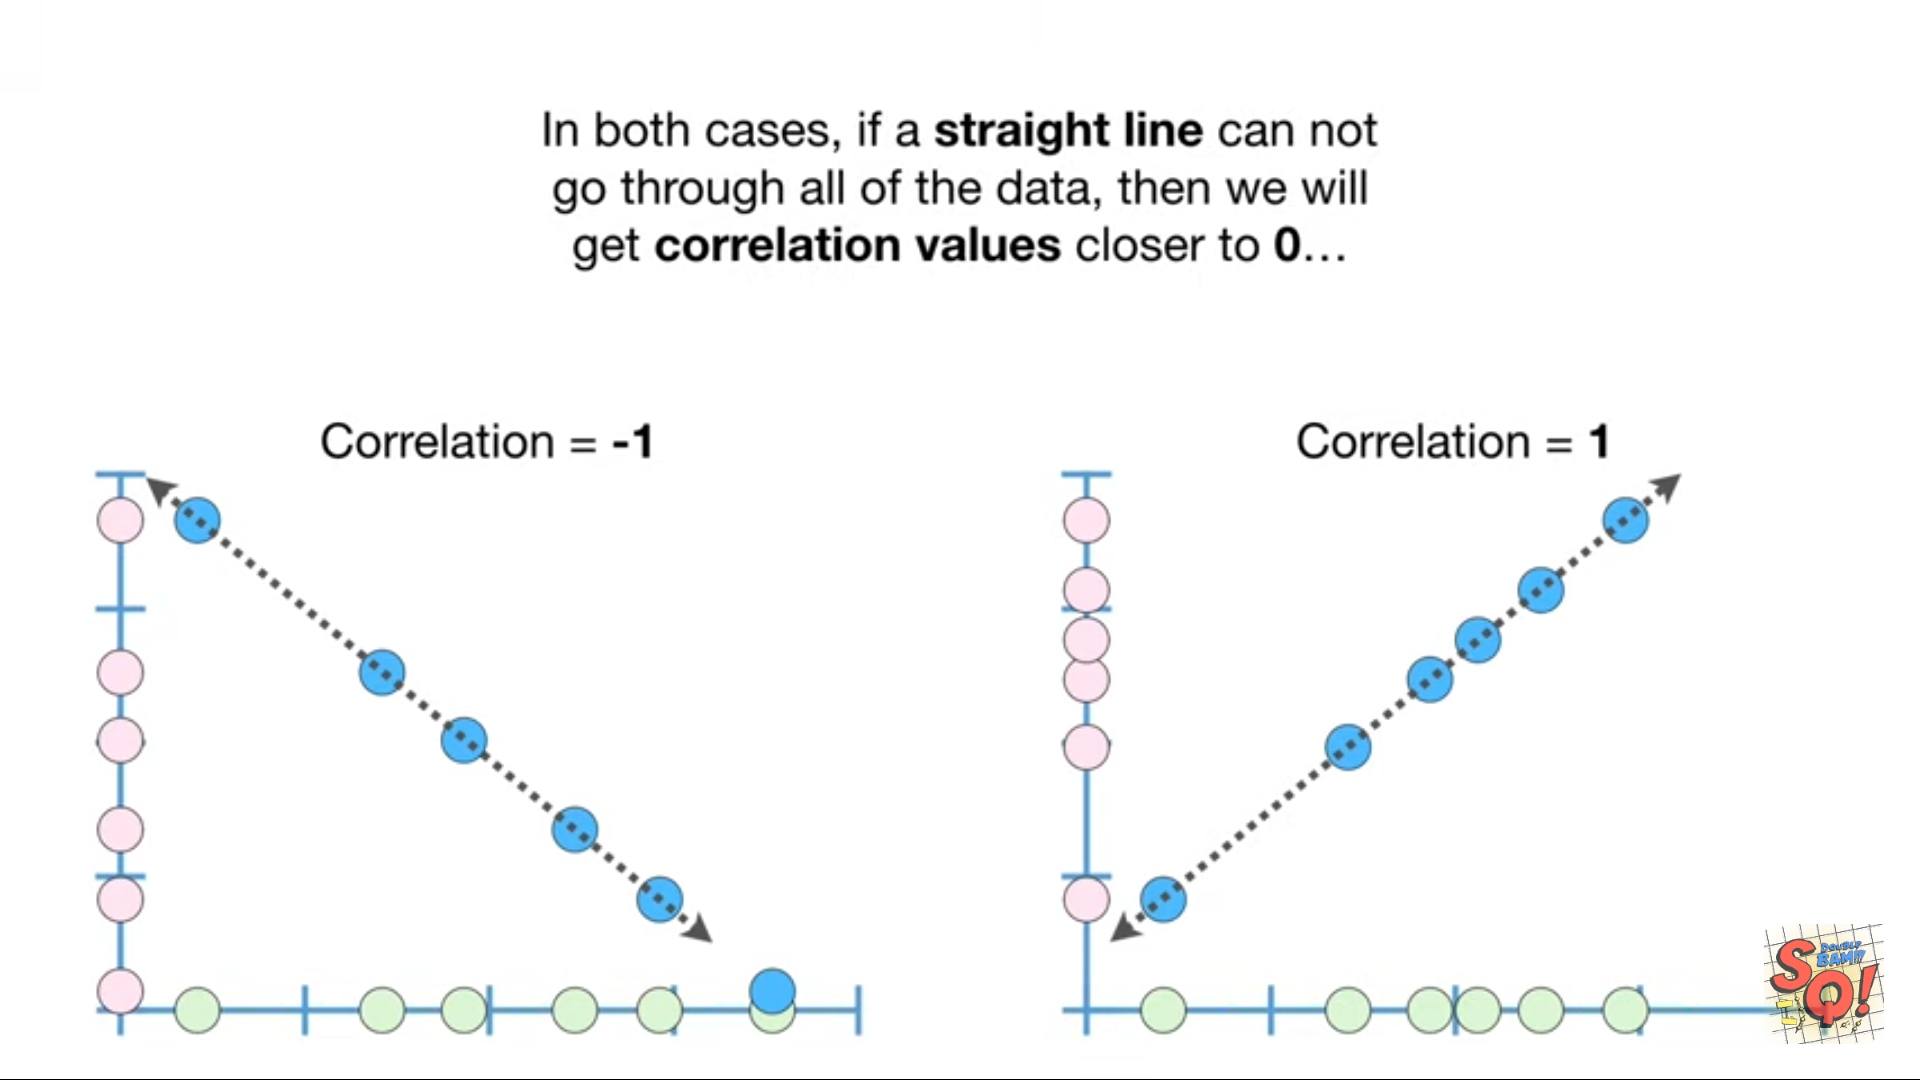 In both cases, if a straight line can not
go through all of the data, then we will
get correlation values closer to 0…
Correlation = -1
Correlation = 1
DOUBLE
BAM!!
SQ!